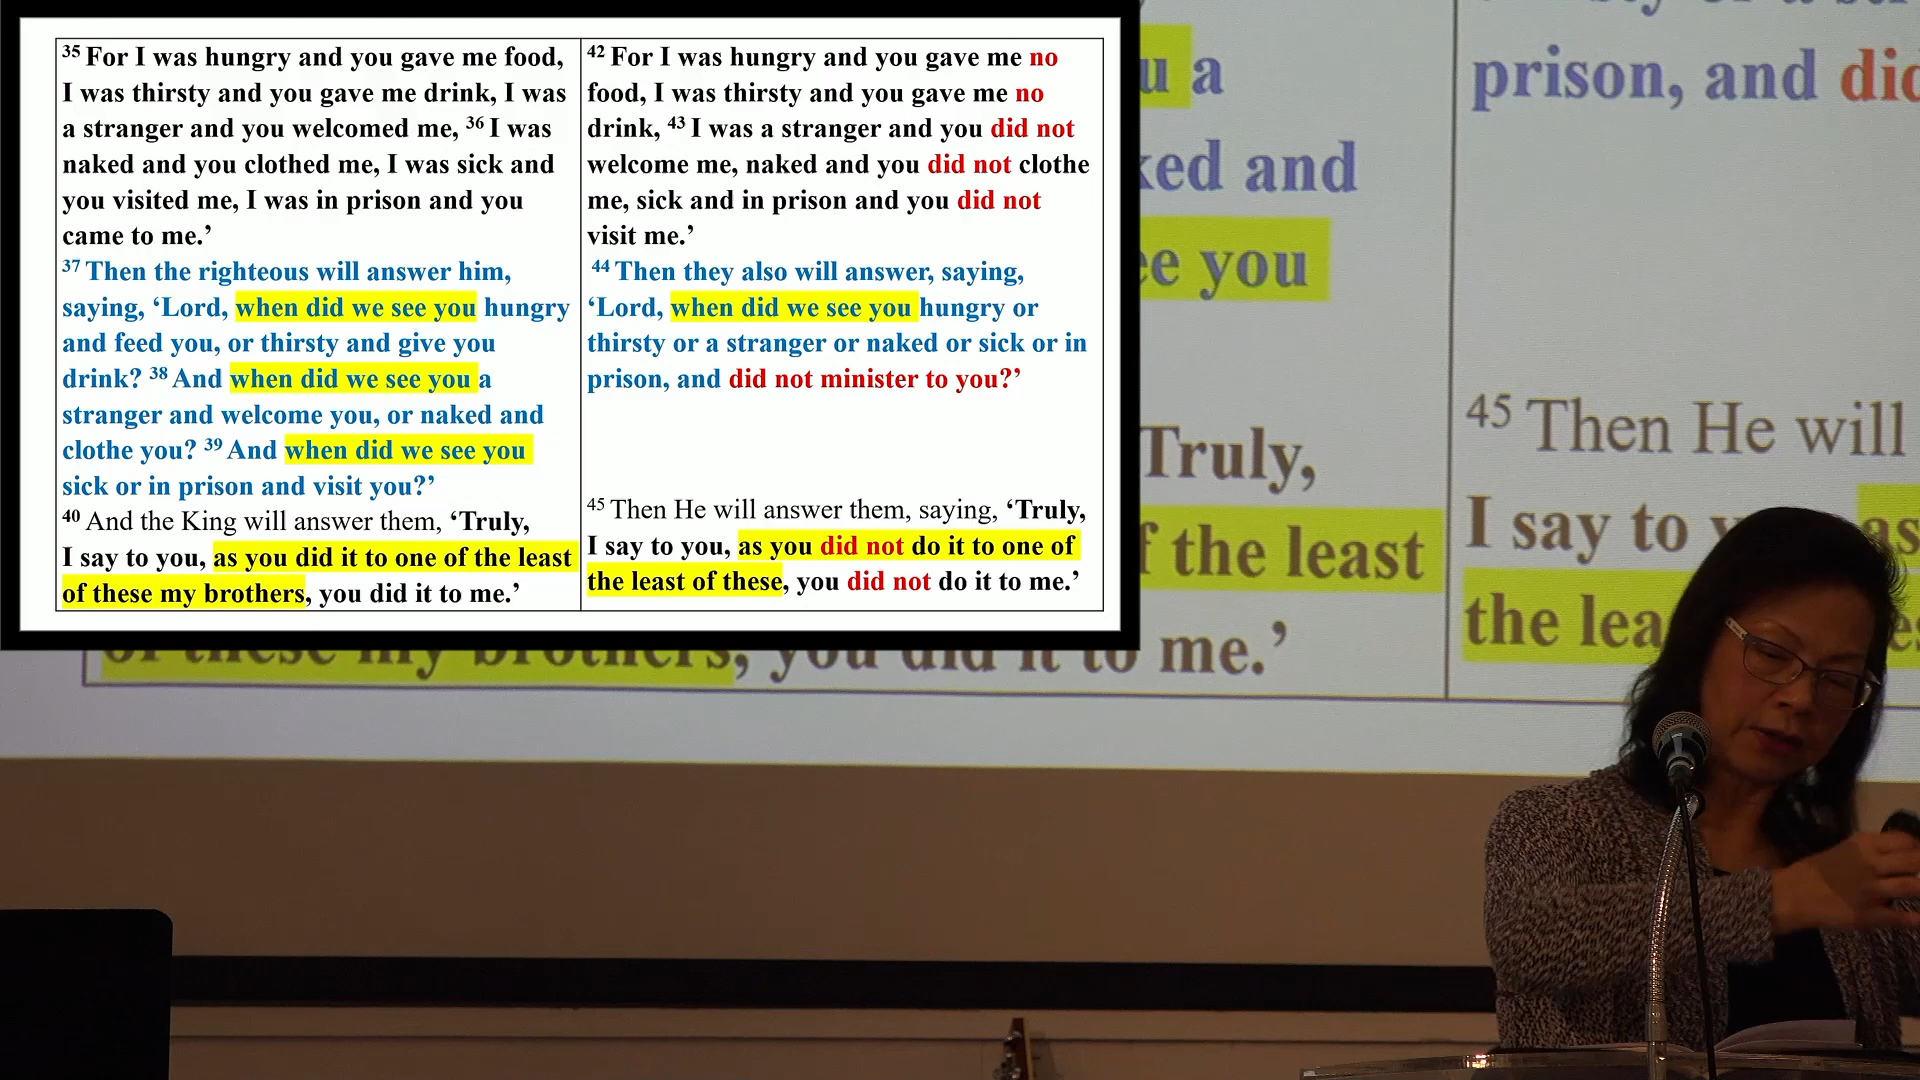 35 For I was hungry and you gave me food,
I was thirsty and you gave me drink, I was
a stranger and you welcomed me, 36 I was
naked and you clothed me, I was sick and
you visited me, I was in prison and you
came to me.’
37 Then the righteous will answer him,
saying, ‘Lord, when did we see you hungry
and feed you, or thirsty and give you
drink? 38 And when did we see you a
stranger and welcome you, or naked and
clothe you? 39 And when did we see you
sick or in prison and visit you?’
40 And the King will answer them, ‘Truly,
I say to you, as you did it to one of the least
of these my brothers, you did it to me.’
42 For I was hungry and you gave me no
food, I was thirsty and you gave me no
drink, 43 I was a stranger and you did not
welcome me, naked and you did not clothe
me, sick and in prison and you did not
visit me.’
44 Then they also will answer, saying,
‘Lord, when did we see you hungry or
thirsty or a stranger or naked or sick or in
prison, and did not minister to you?’
45 Then He will answer them, saying, ‘Truly,
I say to you, as you did not do it to one of
the least of these, you did not do it to me.’
a
and
you
Truly,
the least
of these my brothers, you did it to me.’
prison, and
45 Then He will
I say to
the